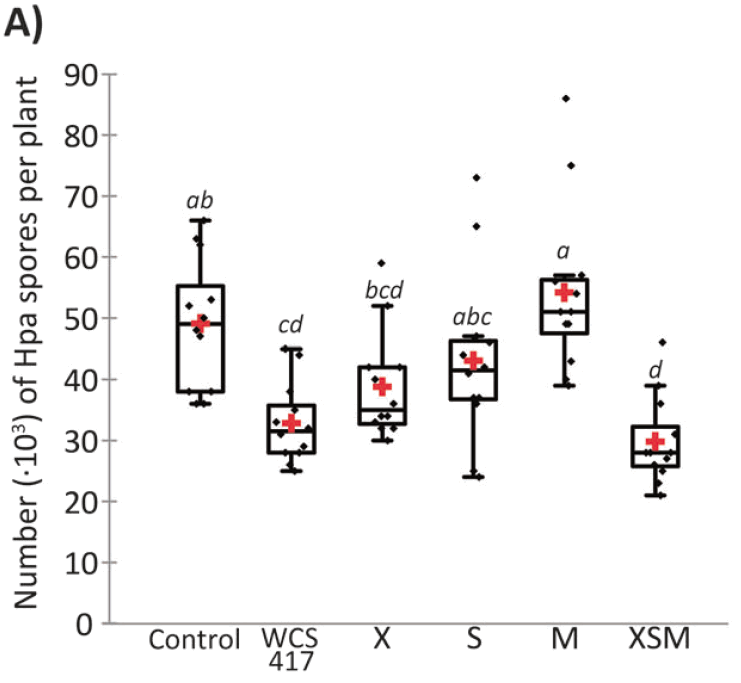 A)
Number (·10³) of Hpa spores per plant
90
80
70
60
50
40
30
20
10
0
ab
cd
bcd
abc
a
d
Control
WCS
417
X
S
M
XSM